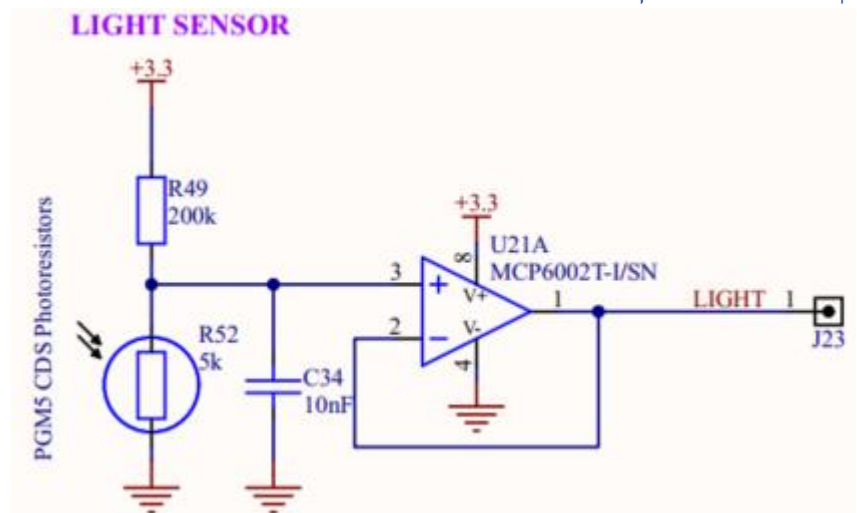 LIGHT SENSOR
+3.3
R49
200k
PGM5 CDS Photoresistors
R52
5k
C34
10nF
+3.3
U21A
MCP6002T-I/SN
8
V+
3
+
2
−
V-
4
1
LIGHT
1
J23